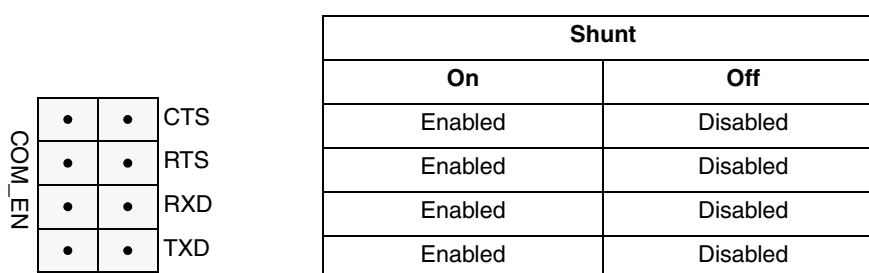 Shunt
On Off
COM_EN
CTS Enabled Disabled
RTS Enabled Disabled
RXD Enabled Disabled
TXD Enabled Disabled